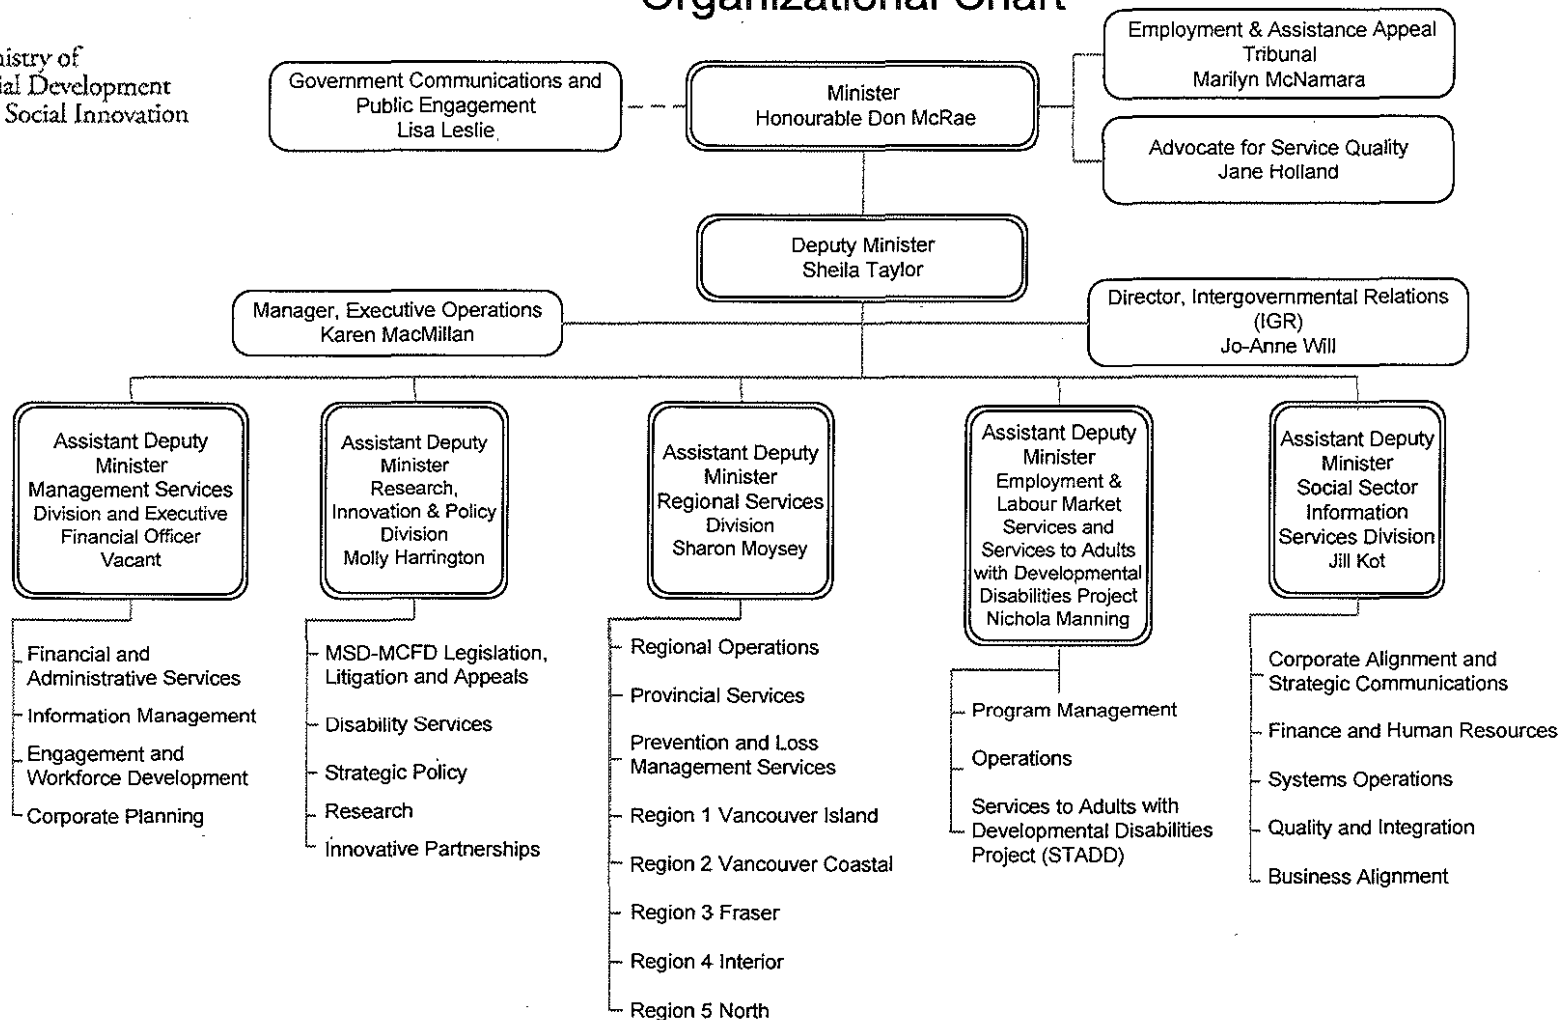 Organizational Chart
nistry of
ial Development
Social Innovation
Government Communications and
Public Engagement
Lisa Leslie
Minister
Honourable Don McRae
Employment & Assistance Appeal
Tribunal
Marilyn McNamara
Advocate for Service Quality
Jane Holland
Deputy Minister
Sheila Taylor
Manager, Executive Operations
Karen MacMillan
Director, Intergovernmental Relations
(IGR)
Jo-Anne Will
Assistant Deputy
Minister
Management Services
Division and Executive
Financial Officer
Vacant
Financial and
Administrative Services
Information Management
Engagement and
Workforce Development
Corporate Planning
Assistant Deputy
Minister
Research,
Innovation & Policy
Division
Molly Harrington
MSD-MCFD Legislation,
Litigation and Appeals
Disability Services
Strategic Policy
Research
Innovative Partnerships
Assistant Deputy
Minister
Regional Services
Division
Sharon Moysey
Regional Operations
Provincial Services
Prevention and Loss
Management Services
Region 1 Vancouver Island
Region 2 Vancouver Coastal
Region 3 Fraser
Region 4 Interior
Region 5 North
Assistant Deputy
Minister
Employment &
Labour Market
Services and
Services to Adults
with Developmental
Disabilities Project
Nichola Manning
Program Management
Operations
Services to Adults with
Developmental Disabilities
Project (STADD)
Assistant Deputy
Minister
Social Sector
Information
Services Division
Jill Kot
Corporate Alignment and
Strategic Communications
Finance and Human Resources
Systems Operations
Quality and Integration
Business Alignment